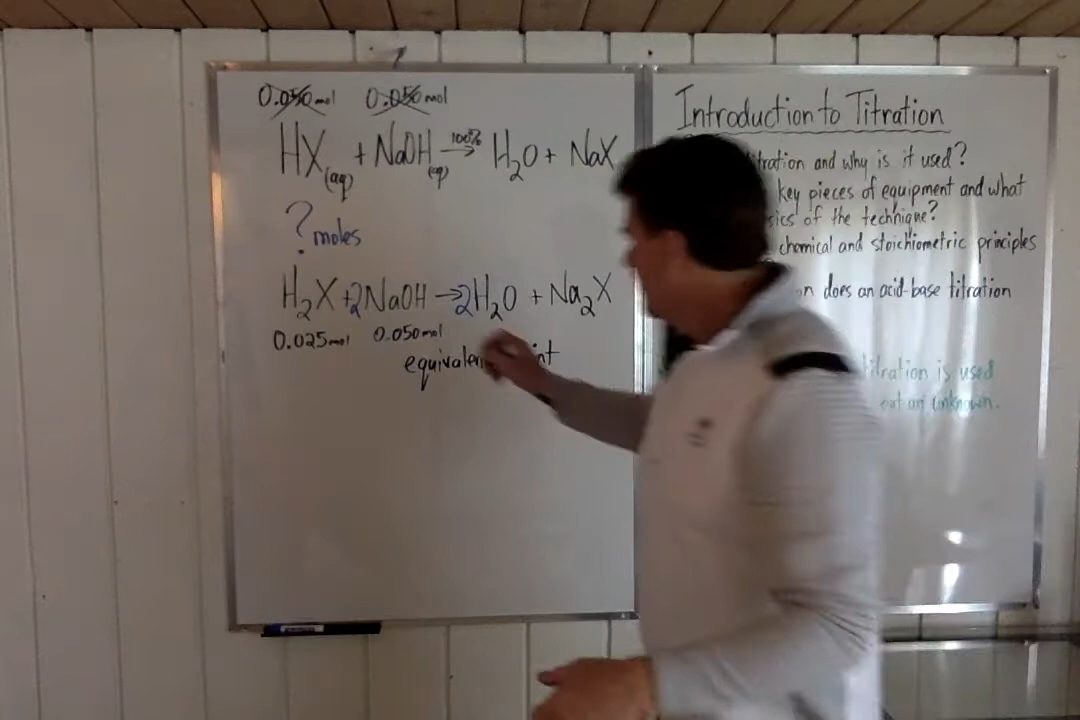 0.050 mol 0.050 mol
HX(aq) + NaOH(aq) 100%→ H2O + NaX
? moles
H2X + 2NaOH → 2H2O + Na2X
0.025 mol 0.050 mol
Introduction to Titration
and why is it used?
key pieces of equipment and what
of the technique?
chemical and stoichiometric principles
does an acid-base titration
titration is used
out an unknown.